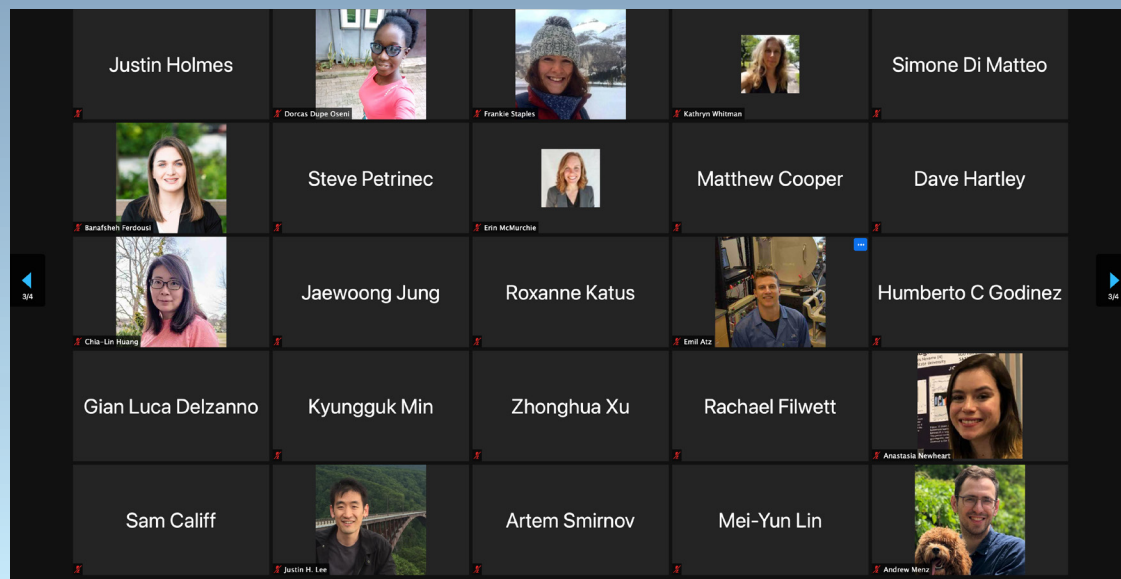 Justin Holmes
Dorcas Dupe Oseni
Frankie Staples
Kathryn Whitman
Simone Di Matteo
Banafsheh Ferdousi
Steve Petrinec
Erin McMurchie
Matthew Cooper
Dave Hartley
3/4
Chia-Lin Huang
Jaewoong Jung
Roxanne Katus
Emil Atz
Humberto C Godinez
3/4
Gian Luca Delzanno
Kyungguk Min
Zhonghua Xu
Rachael Filwett
Anastasia Newheart
Sam Califf
Justin H. Lee
Artem Smirnov
Mei-Yun Lin
Andrew Menz